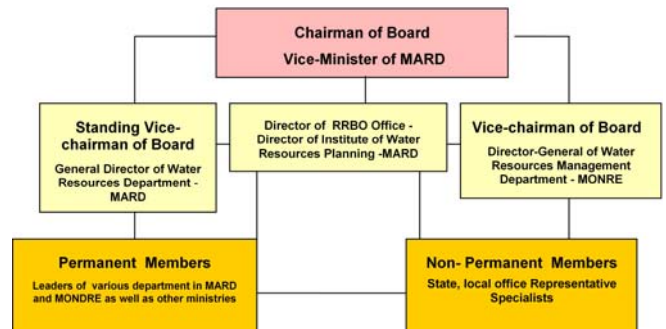 Chairman of Board
Vice-Minister of MARD
Standing Vice-
chairman of Board
General Director of Water
Resources Department -
MARD
Director of RRBO Office -
Director of Institute of Water
Resources Planning -MARD
Vice-chairman of Board
Director-General of Water
Resources Management
Department - MONRE
Permanent Members
Leaders of various department in MARD
and MONDRE as well as other ministries
Non- Permanent Members
State, local office Representative
Specialists